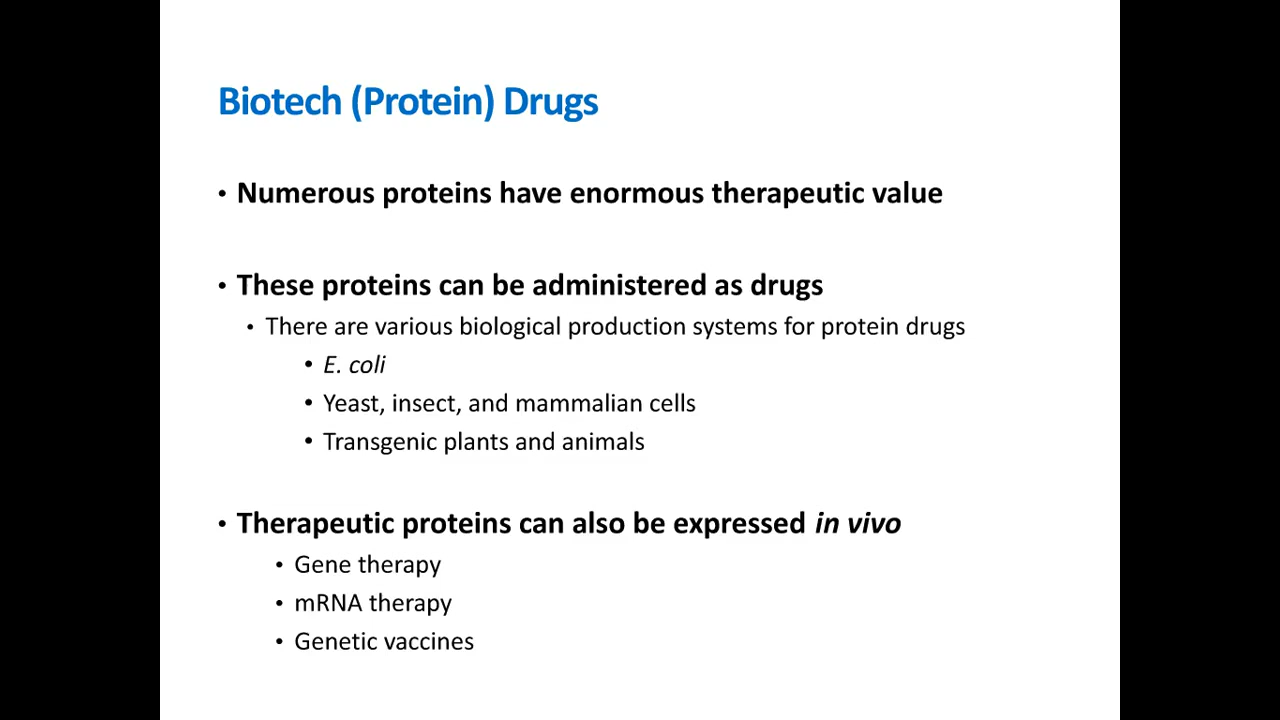 Biotech (Protein) Drugs
• Numerous proteins have enormous therapeutic value
• These proteins can be administered as drugs
• There are various biological production systems for protein drugs
• E. coli
• Yeast, insect, and mammalian cells
• Transgenic plants and animals
• Therapeutic proteins can also be expressed in vivo
• Gene therapy
• mRNA therapy
• Genetic vaccines